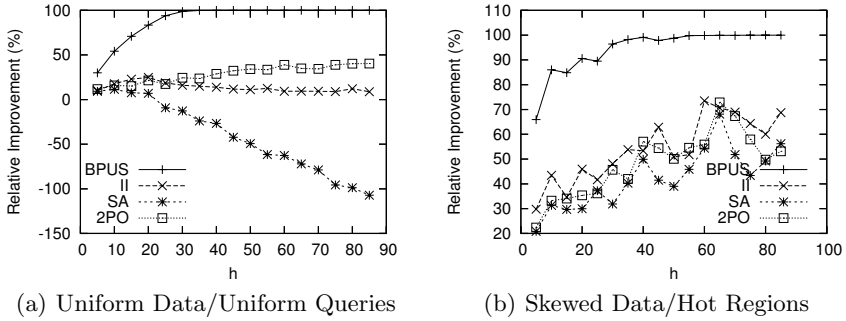 Relative Improvement (%)
100
50
0
-50
-100
-150
0 10 20 30 40 50 60 70 80 90
h
BPUS
II
SA
2PO
(a) Uniform Data/Uniform Queries
Relative Improvement (%)
110
100
90
80
70
60
50
40
30
20
0 20 40 60 80 100
h
BPUS
II
SA
2PO
(b) Skewed Data/Hot Regions